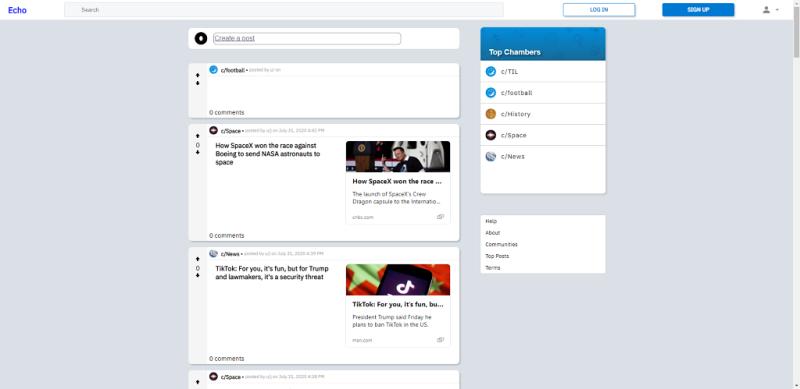 Echo
Search
LOG IN
SIGN UP
Create a post
c/football • posted by u/ on
0 comments
c/Space • posted by u/j on July 31, 2020 8:42 PM
0
How SpaceX won the race against
Boeing to send NASA astronauts to
space
How SpaceX won the race ...
The launch of SpaceX's Crew
Dragon capsule to the Internatio...
cnbc.com
0 comments
c/News • posted by u/j on July 31, 2020 8:39 PM
0
TikTok: For you, it's fun, but for Trump
and lawmakers, it's a security threat
TikTok: For you, it's fun, bu...
President Trump said Friday he
plans to ban TikTok in the US.
msn.com
0 comments
c/Space • posted by u/j on July 31, 2020 8:38 PM
Top Chambers
c/TIL
c/football
c/History
c/Space
c/News
Help
About
Communities
Top Posts
Terms